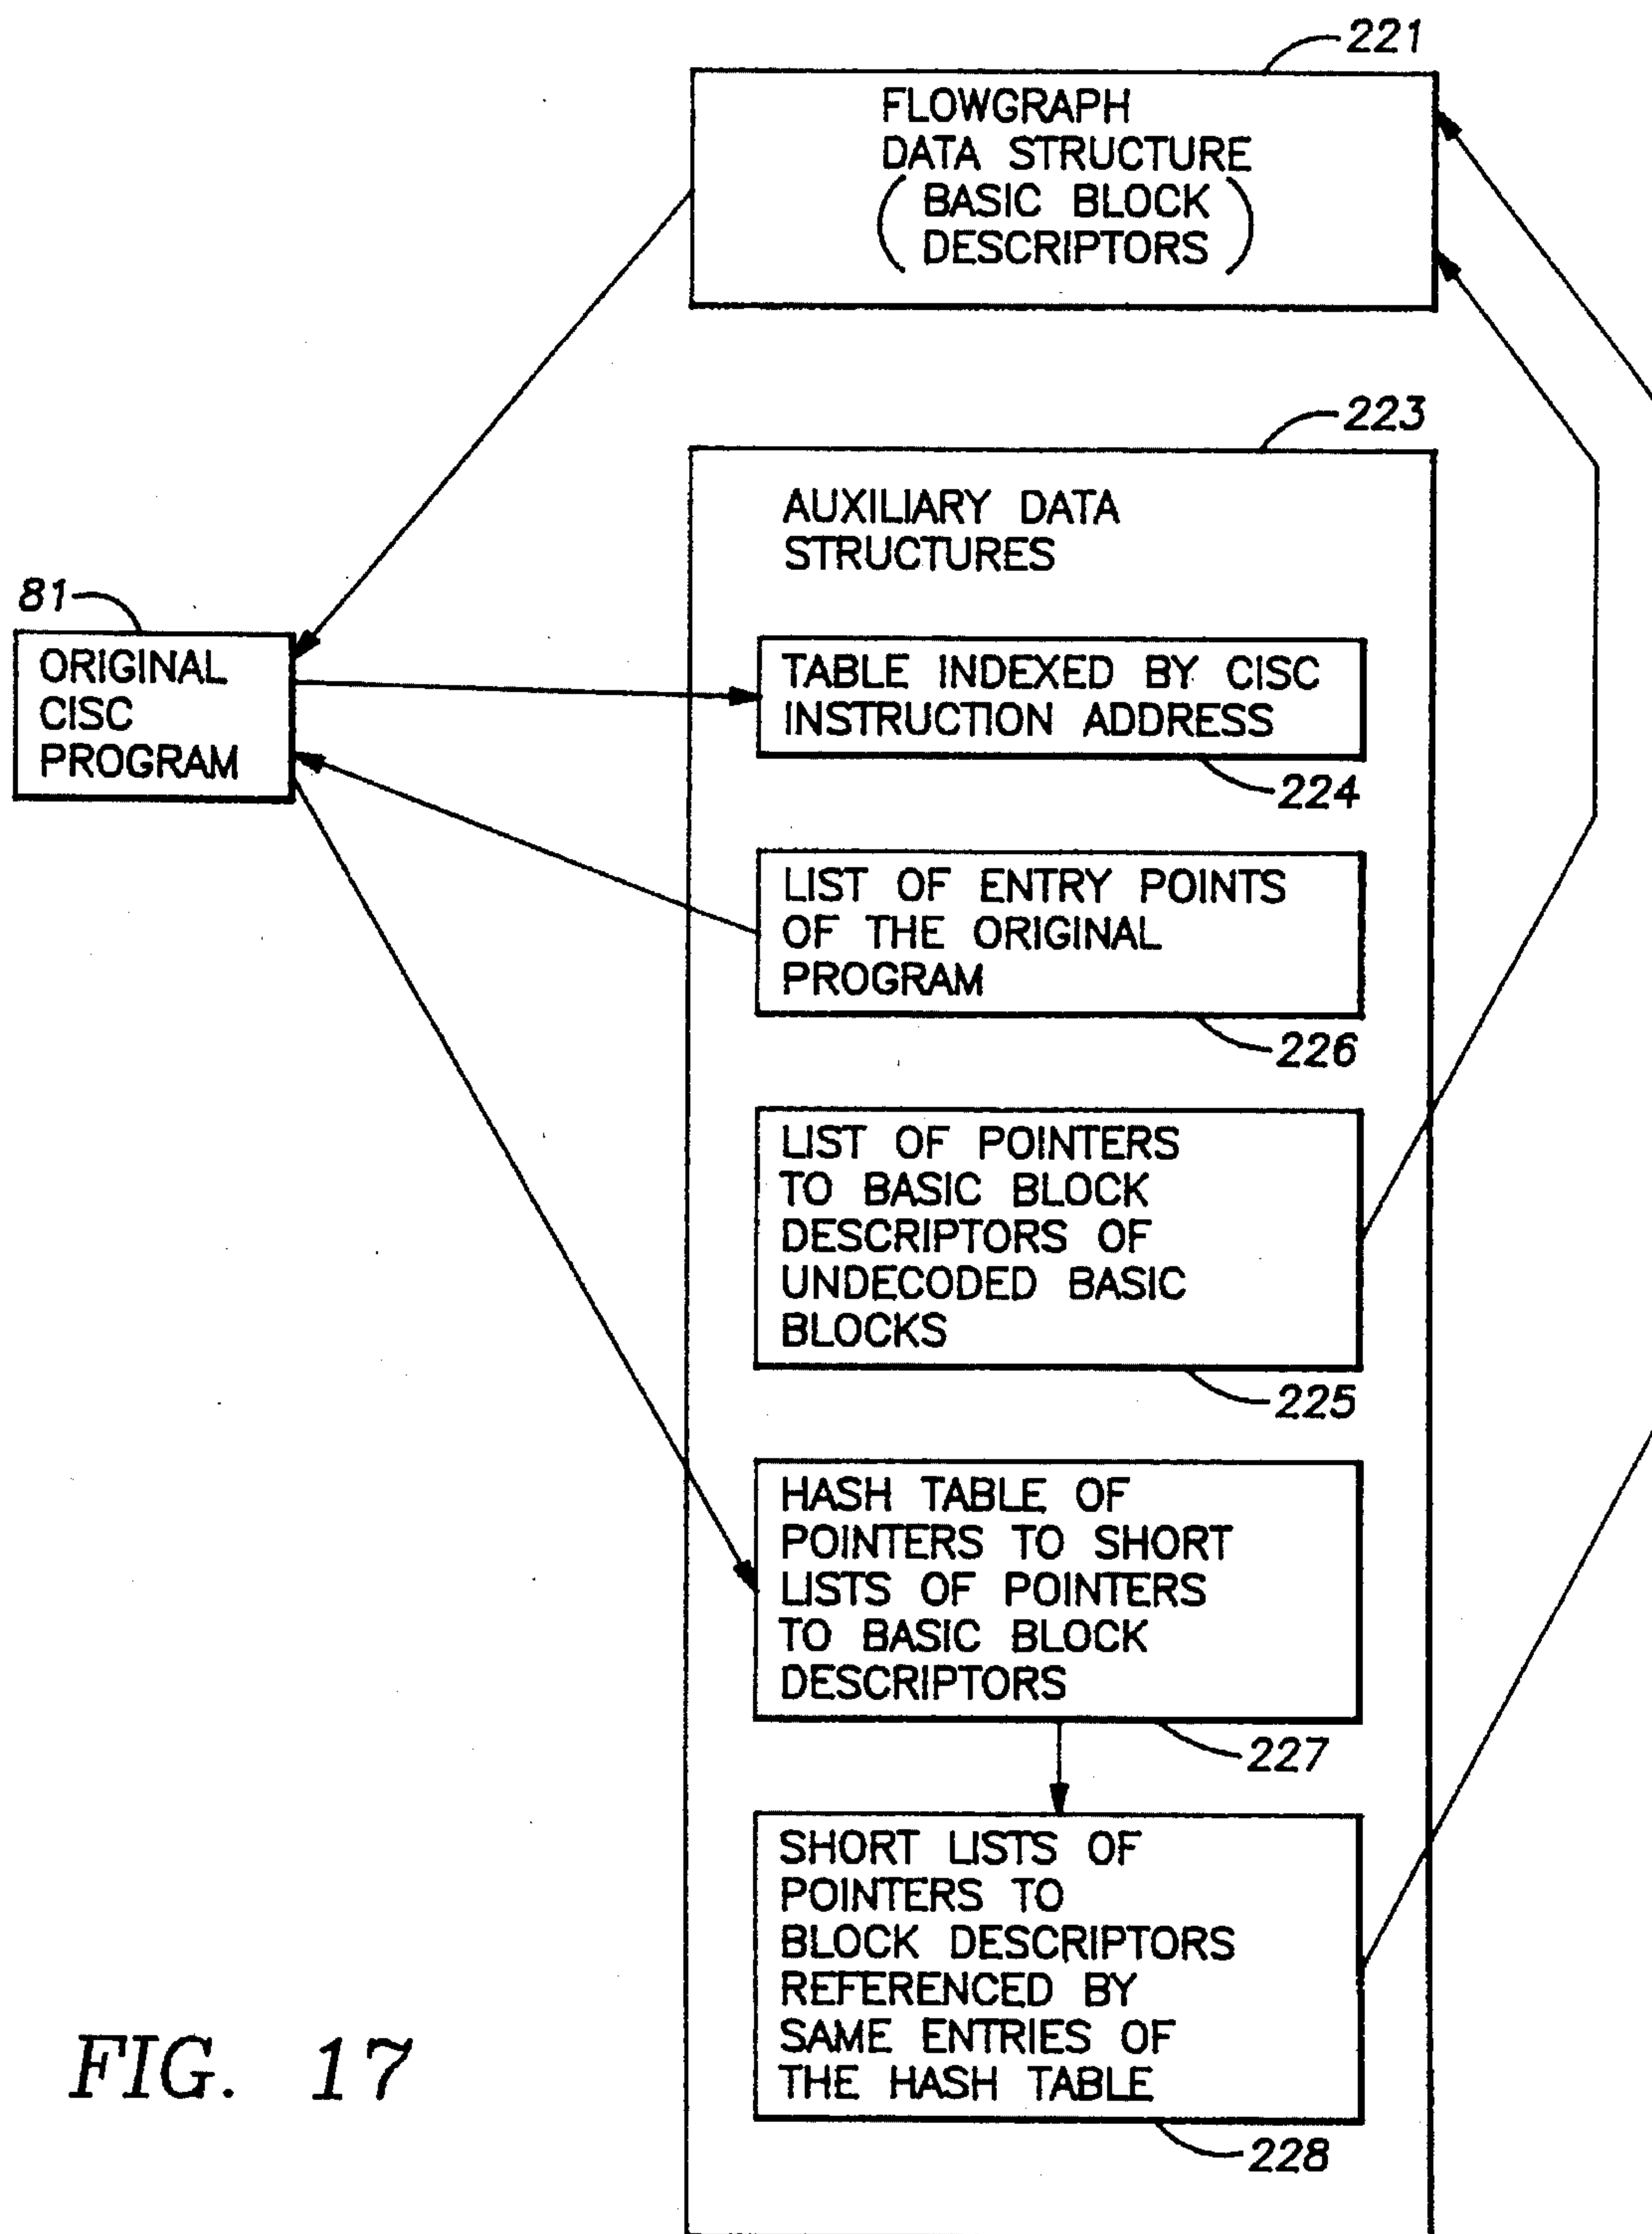 221
FLOWGRAPH
DATA STRUCTURE
( BASIC BLOCK
DESCRIPTORS )
223
AUXILIARY DATA
STRUCTURES
81
ORIGINAL
CISC
PROGRAM
TABLE INDEXED BY CISC
INSTRUCTION ADDRESS
224
LIST OF ENTRY POINTS
OF THE ORIGINAL
PROGRAM
226
LIST OF POINTERS
TO BASIC BLOCK
DESCRIPTORS OF
UNDECODED BASIC
BLOCKS
225
HASH TABLE OF
POINTERS TO SHORT
LISTS OF POINTERS
TO BASIC BLOCK
DESCRIPTORS
227
SHORT LISTS OF
POINTERS TO
BLOCK DESCRIPTORS
REFERENCED BY
SAME ENTRIES OF
THE HASH TABLE
228
FIG. 17